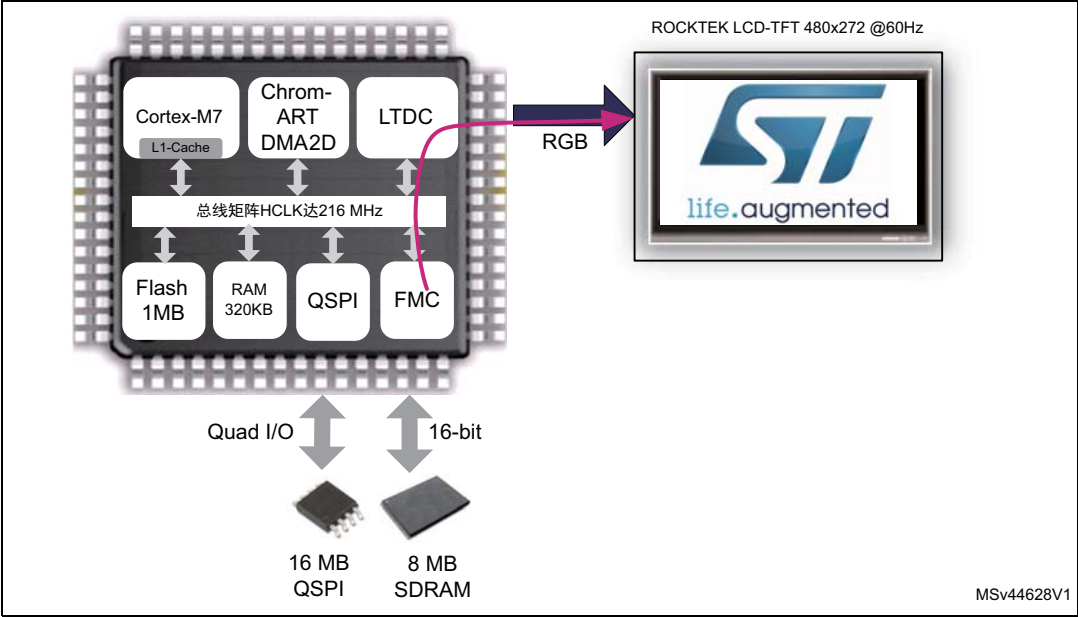 ROCKTEK LCD-TFT 480x272 @60Hz
Cortex-M7
L1-Cache
Chrom-
ART
DMA2D
LTDC
RGB
life.augmented
总线矩阵HCLK达216 MHz
Flash
1MB
RAM
320KB
QSPI
FMC
Quad I/O
16-bit
16 MB
QSPI
8 MB
SDRAM
MSv44628V1